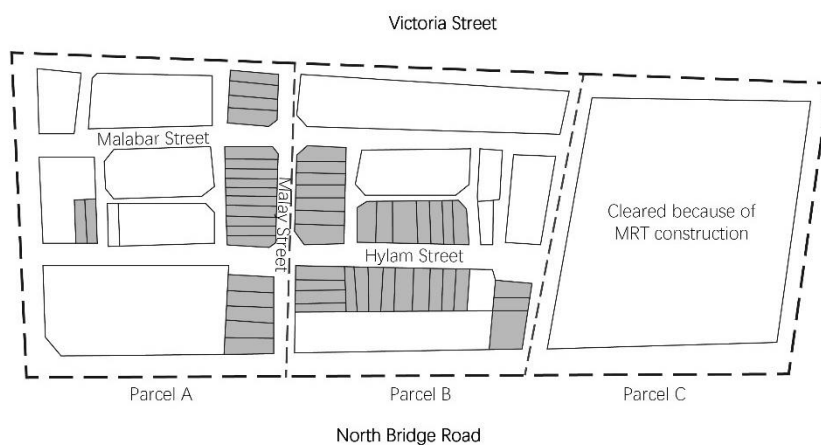 Victoria Street
Malabar Street
Malay Street
Cleared because of
MRT construction
Hylam Street
Parcel A
Parcel B
Parcel C
North Bridge Road